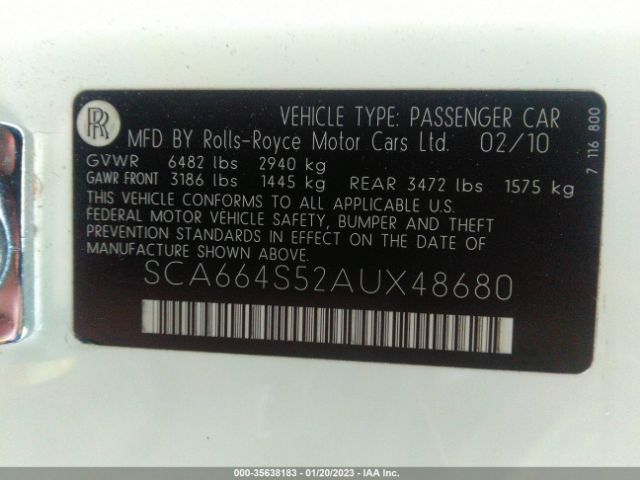 RR
VEHICLE TYPE: PASSENGER CAR
MFD BY Rolls-Royce Motor Cars Ltd. 02/10
GVWR 6482 lbs 2940 kg
GAWR FRONT 3186 lbs 1445 kg REAR 3472 lbs 1575 kg
THIS VEHICLE CONFORMS TO ALL APPLICABLE U.S.
FEDERAL MOTOR VEHICLE SAFETY, BUMPER AND THEFT
PREVENTION STANDARDS IN EFFECT ON THE DATE OF
MANUFACTURE SHOWN ABOVE.
SCA664S52AUX48680
7 116 800
000-35638183 - 01/20/2023 - IAA Inc.